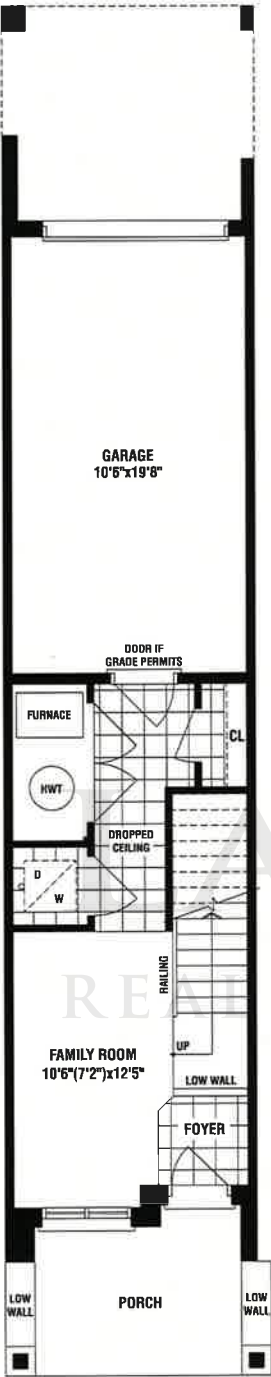 GARAGE
10'6"x19'8"
DOOR IF
GRADE PERMITS
FURNACE
CL
HWT
DROPPED
CEILING
D
W
RAILING
REAL
UP
FAMILY ROOM
10'6"(7'2")x12'5"
LOW WALL
FOYER
LOW
WALL
PORCH
LOW
WALL